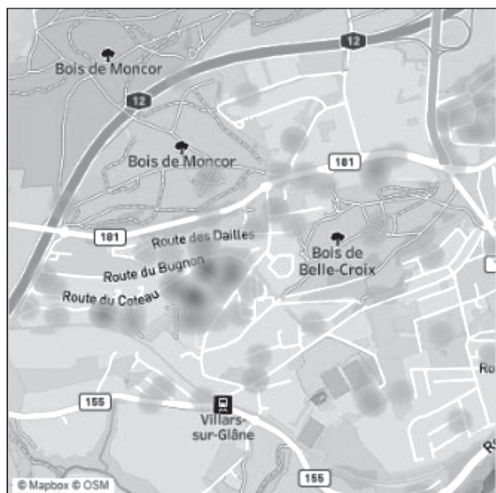 12
Bois de Moncor
12
Bois de Moncor
181
181
Route des Dailles
Bois de
Belle-Croix
Route du Bugnon
Route du Coteau
155
Villars-
sur-Glâne
155
© Mapbox © OSM